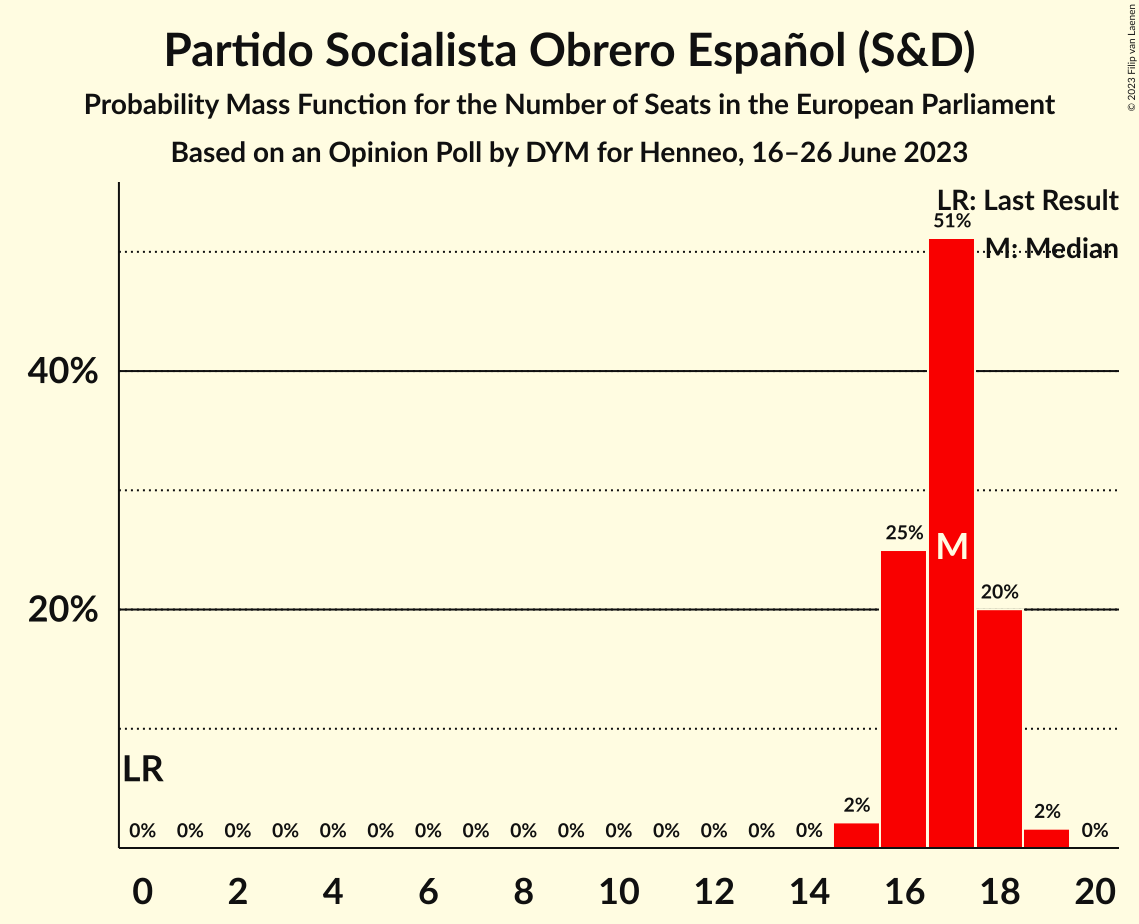 Partido Socialista Obrero Español (S&D)
Probability Mass Function for the Number of Seats in the European Parliament
Based on an Opinion Poll by DYM for Henneo, 16–26 June 2023
© 2023 Filip van Laenen
LR: Last Result
M: Median
51%
40%
25%
M
20%
20%
LR
0% 0% 0% 0% 0% 0% 0% 0% 0% 0% 0% 0% 0% 0% 0% 2% 2% 0%
0 2 4 6 8 10 12 14 16 18 20